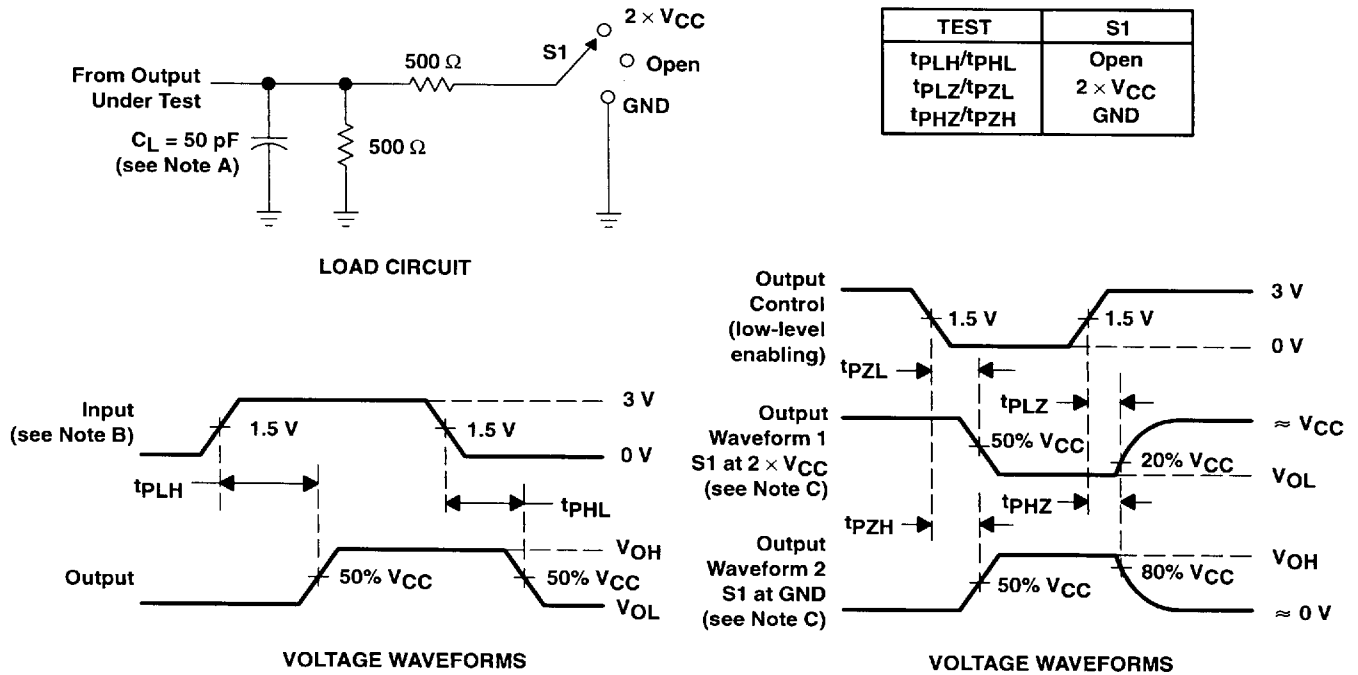 2 × VCC
S1
500 Ω
Open
From Output
Under Test
GND
CL = 50 pF
(see Note A)
500 Ω
LOAD CIRCUIT
TEST S1
tPLH/tPHL Open
tPLZ/tPZL 2 × VCC
tPHZ/tPZH GND
Input
(see Note B)
3 V
1.5 V
1.5 V
0 V
tPLH
tPHL
Output
VOH
50% VCC
50% VCC
VOL
VOLTAGE WAVEFORMS
Output
Control
(low-level
enabling)
3 V
1.5 V
1.5 V
0 V
tPZL
tPLZ
Output
Waveform 1
S1 at 2 × VCC
(see Note C)
≈ VCC
50% VCC
20% VCC
VOL
tPHZ
tPZH
Output
Waveform 2
S1 at GND
(see Note C)
VOH
50% VCC
80% VCC
≈ 0 V
VOLTAGE WAVEFORMS